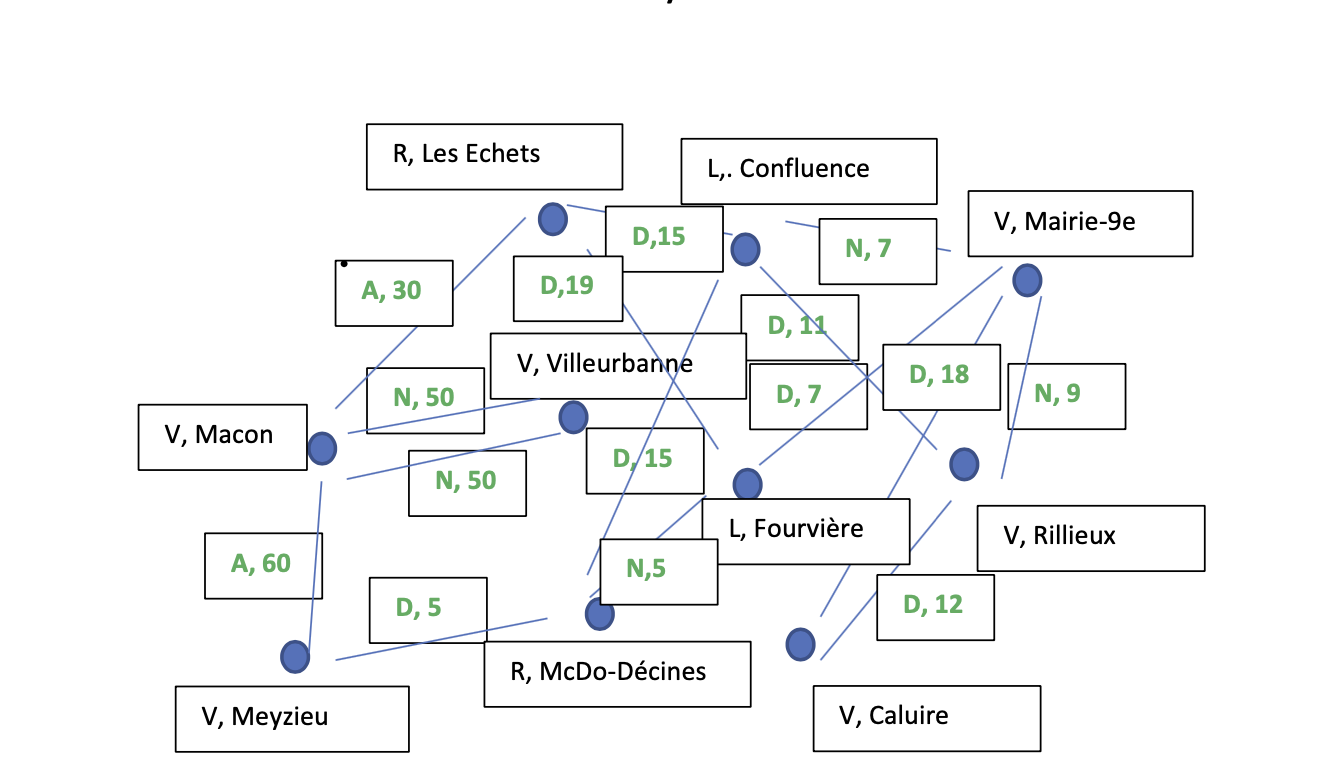 R, Les Echets
L,. Confluence
V, Mairie-9e
D,15
N, 7
D,19
A, 30
D, 11
V, Villeurbanne
D, 18
N, 50
D, 7
N, 9
V, Macon
D, 15
N, 50
L, Fourvière
V, Rillieux
A, 60
N,5
D, 5
D, 12
R, McDo-Décines
V, Meyzieu
V, Caluire